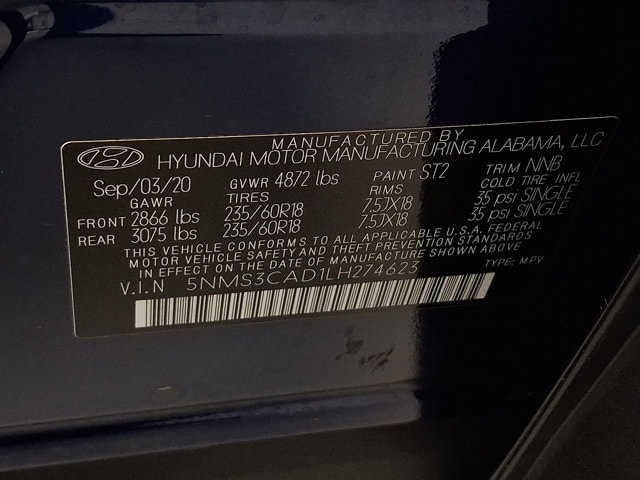 MANUFACTURED BY
HYUNDAI MOTOR MANUFACTURING ALABAMA, LLC
Sep/03/20 GVWR 4872 lbs PAINT ST2 TRIM NNB
GAWR TIRES RIMS COLD TIRE INFL
FRONT 2866 lbs 235/60R18 7.5JX18 35 psi SINGLE
REAR 3075 lbs 235/60R18 7.5JX18 35 psi SINGLE
THIS VEHICLE CONFORMS TO ALL APPLICABLE U.S.A. FEDERAL
MOTOR VEHICLE SAFETY AND THEFT PREVENTION STANDARDS
IN EFFECT ON THE DATE OF MANUFACTURE SHOWN ABOVE
V.I.N 5NMS3CAD1LH274623 TYPE: MPV